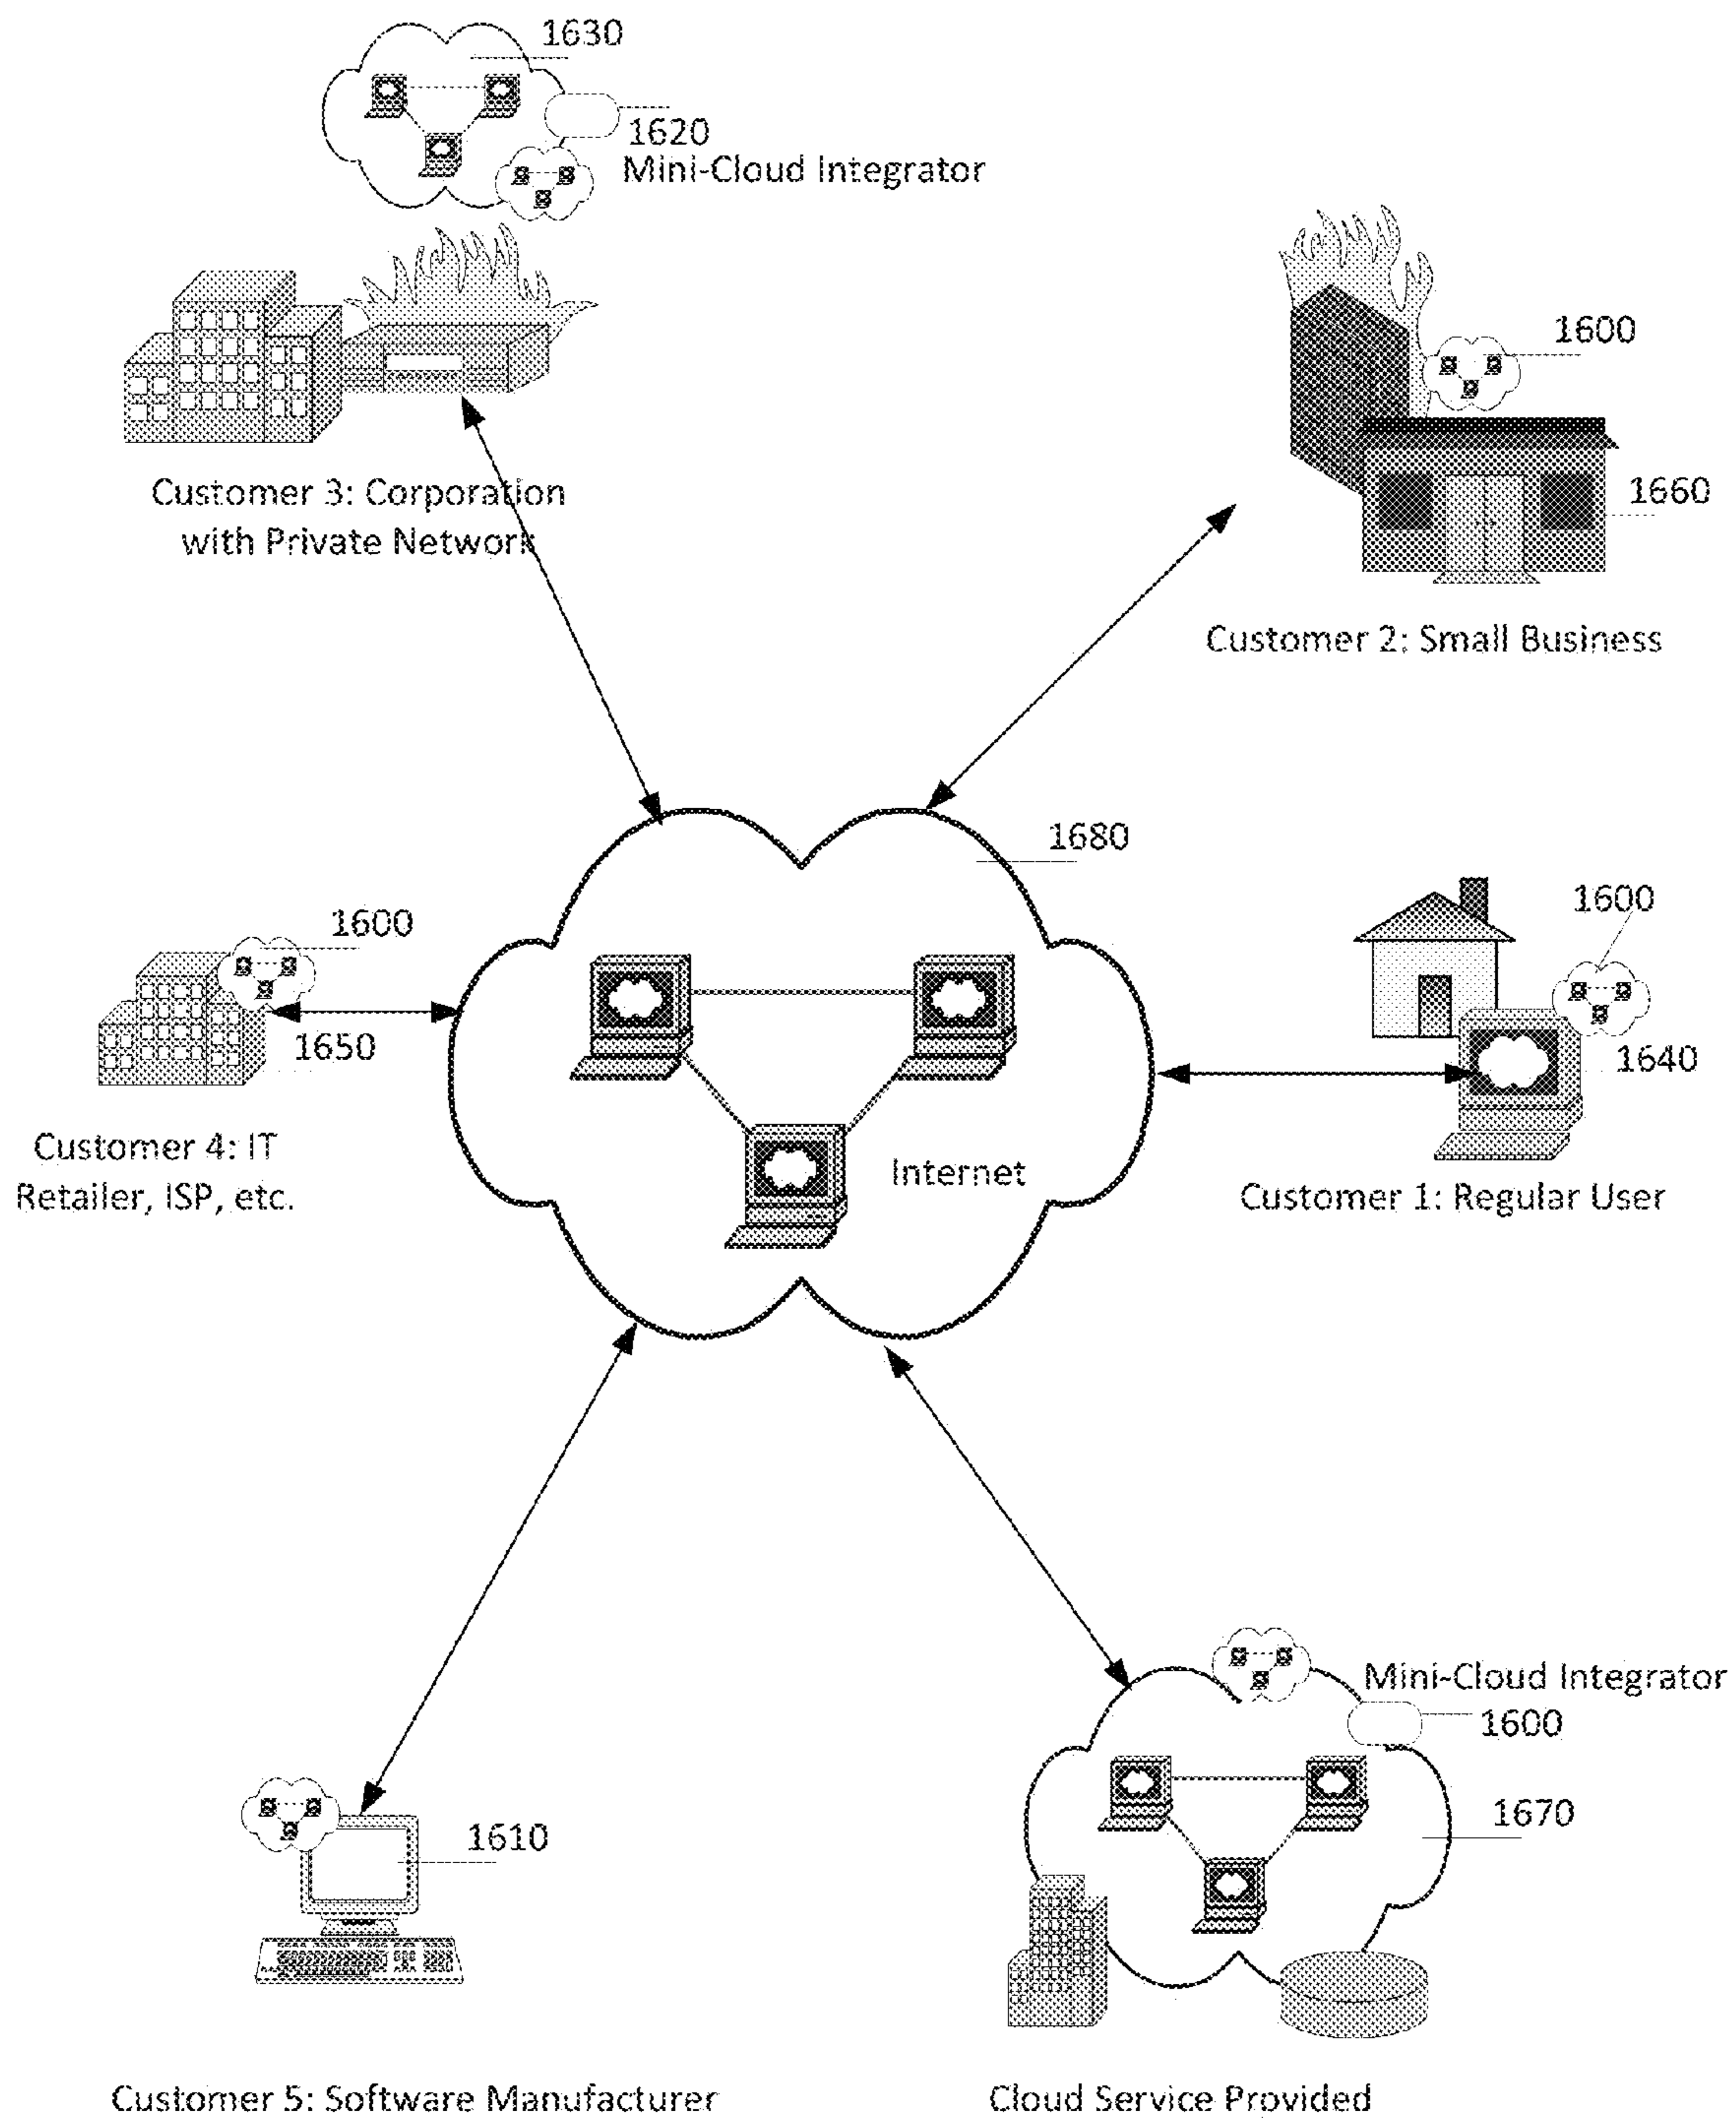 1630
1620
Mini-Cloud Integrator
1600
1660
Customer 3: Corporation
with Private Network
Customer 2: Small Business
1680
1600
1600
1650
1640
Customer 4: IT
Retailer, ISP, etc.
Internet
Customer 1: Regular User
Mini-Cloud Integrator
1600
1670
1610
Customer 5: Software Manufacturer
Cloud Service Provided